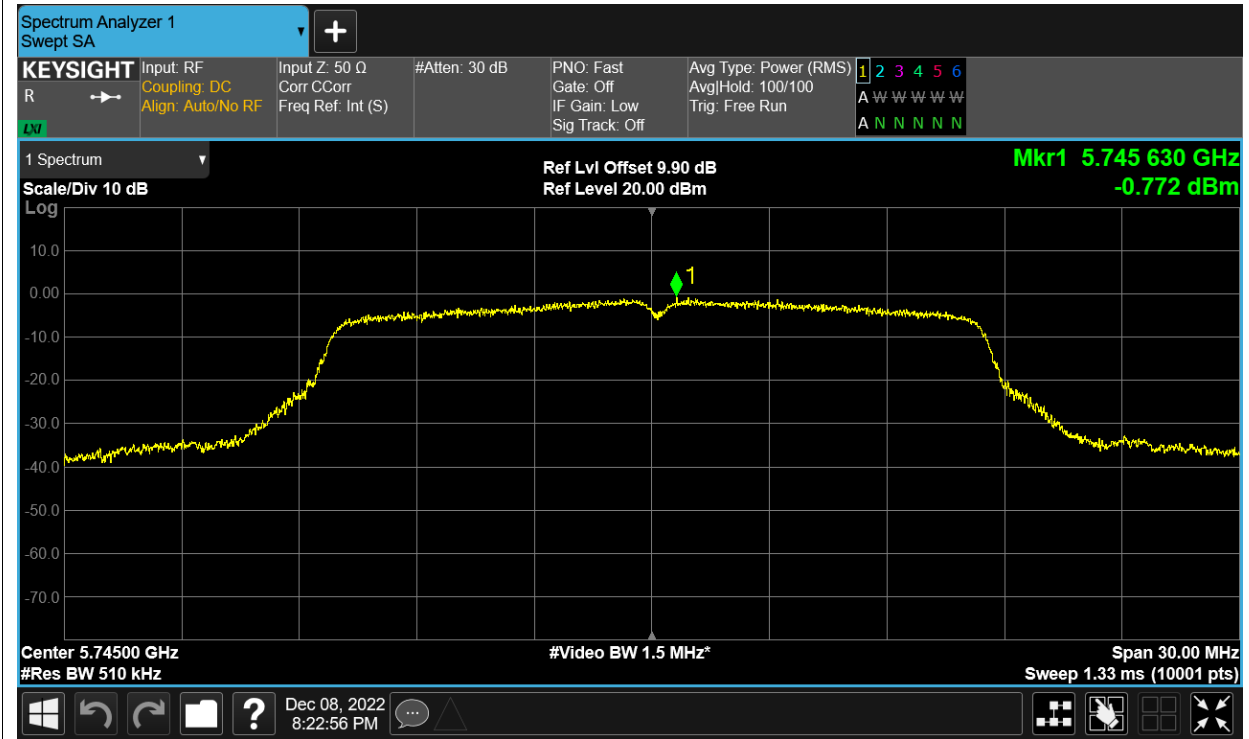 Spectrum Analyzer 1
Swept SA
KEYSIGHT
R
LXI
Input: RF
Coupling: DC
Align: Auto/No RF
Input Z: 50 Ω
Corr CCorr
Freq Ref: Int (S)
#Atten: 30 dB
PNO: Fast
Gate: Off
IF Gain: Low
Sig Track: Off
Avg Type: Power (RMS)
Avg|Hold: 100/100
Trig: Free Run
1 2 3 4 5 6
A W W W W W
A N N N N N
1 Spectrum
Scale/Div 10 dB
Log
Ref Lvl Offset 9.90 dB
Ref Level 20.00 dBm
Mkr1 5.745 630 GHz
-0.772 dBm
1
10.0
0.00
-10.0
-20.0
-30.0
-40.0
-50.0
-60.0
-70.0
Center 5.74500 GHz
#Video BW 1.5 MHz*
Span 30.00 MHz
#Res BW 510 kHz
Sweep 1.33 ms (10001 pts)
?
Dec 08, 2022
8:22:56 PM